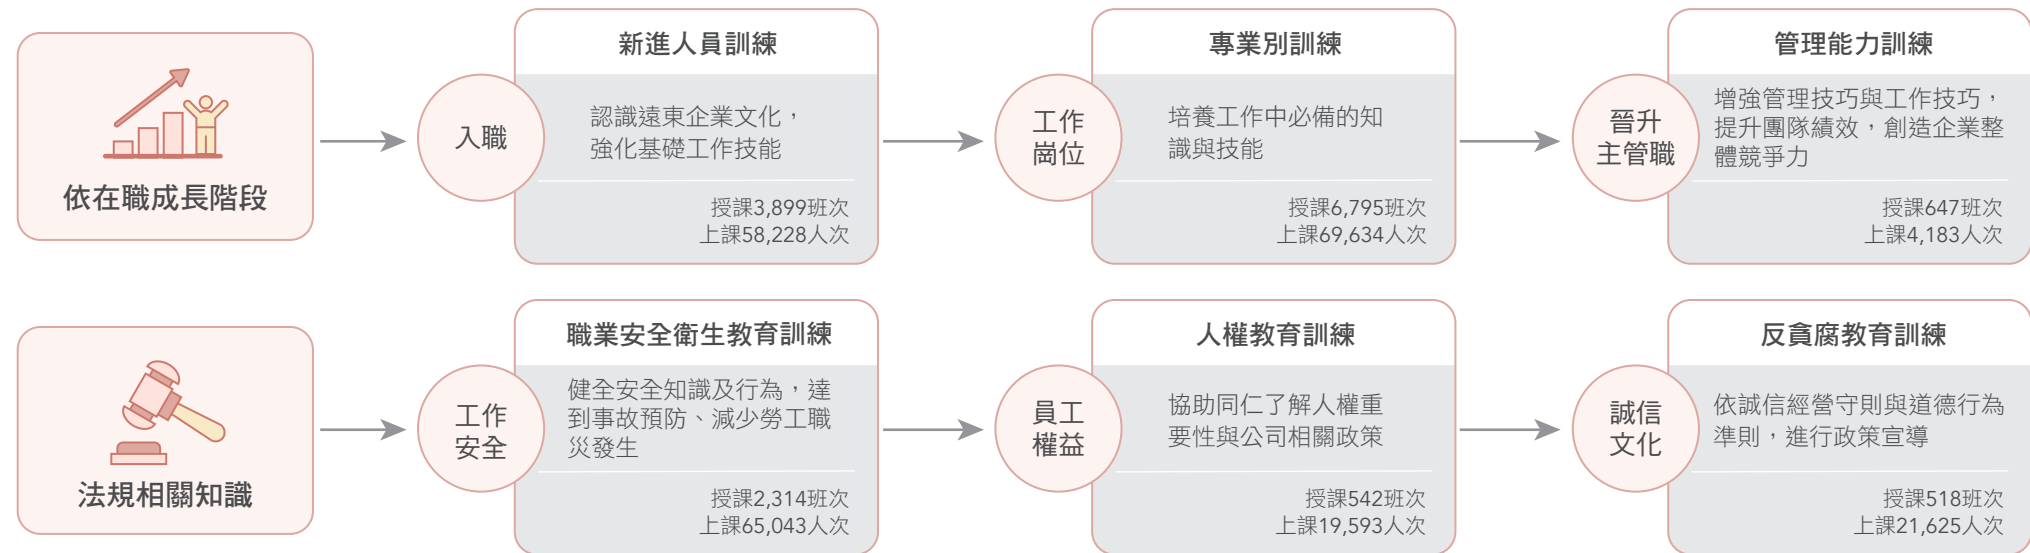 依在職成長階段
入職
新進人員訓練
認識遠東企業文化，
強化基礎工作技能
授課3,899班次
上課58,228人次
工作
崗位
專業別訓練
培養工作中必備的知
識與技能
授課6,795班次
上課69,634人次
晉升
主管職
管理能力訓練
增強管理技巧與工作技巧，
提升團隊績效，創造企業整
體競爭力
授課647班次
上課4,183人次
法規相關知識
工作
安全
職業安全衛生教育訓練
健全安全知識及行為，達
到事故預防、減少勞工職
災發生
授課2,314班次
上課65,043人次
員工
權益
人權教育訓練
協助同仁了解人權重
要性與公司相關政策
授課542班次
上課19,593人次
誠信
文化
反貪腐教育訓練
依誠信經營守則與道德行為
準則，進行政策宣導
授課518班次
上課21,625人次